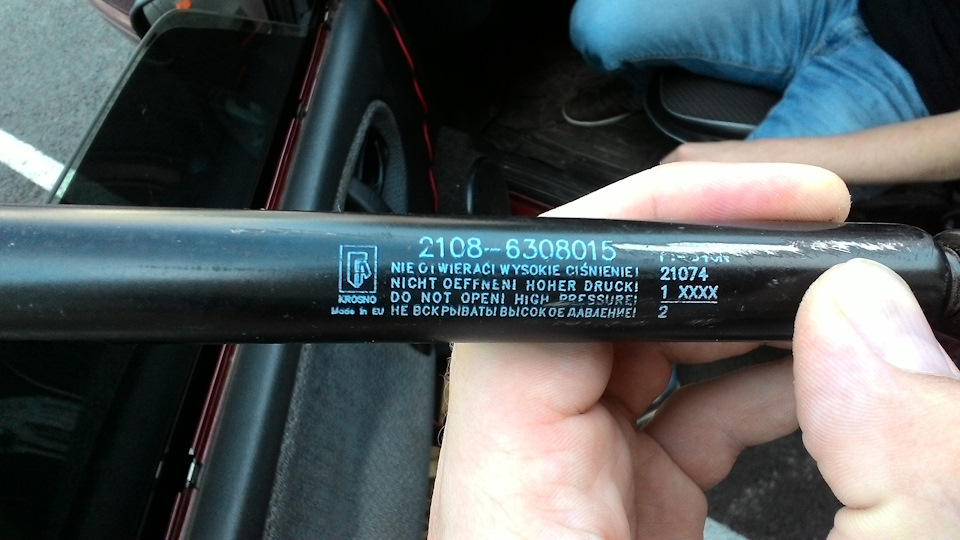 2108-6308015
NIE OTWIERAĆ! WYSOKIE CIŚNIENIE!
NICHT OEFFNEN! HOHER DRUCK!
DO NOT OPEN! HIGH PRESSURE!
НЕ ВСКРЫВАТЬ! ВЫСОКОЕ ДАВЛЕНИЕ!
KROSNO
Made in EU
21074
1 XXXX
2